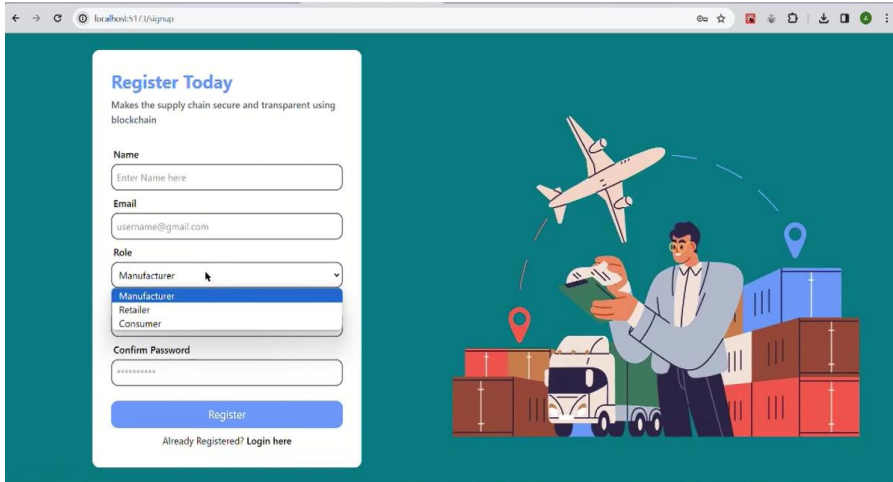 localhost:5173/signup
A
Register Today
Makes the supply chain secure and transparent using
blockchain
Name
Enter Name here
Email
username@gmail.com
Role
Manufacturer
Manufacturer
Retailer
Consumer
Confirm Password
**********
Register
Already Registered? Login here